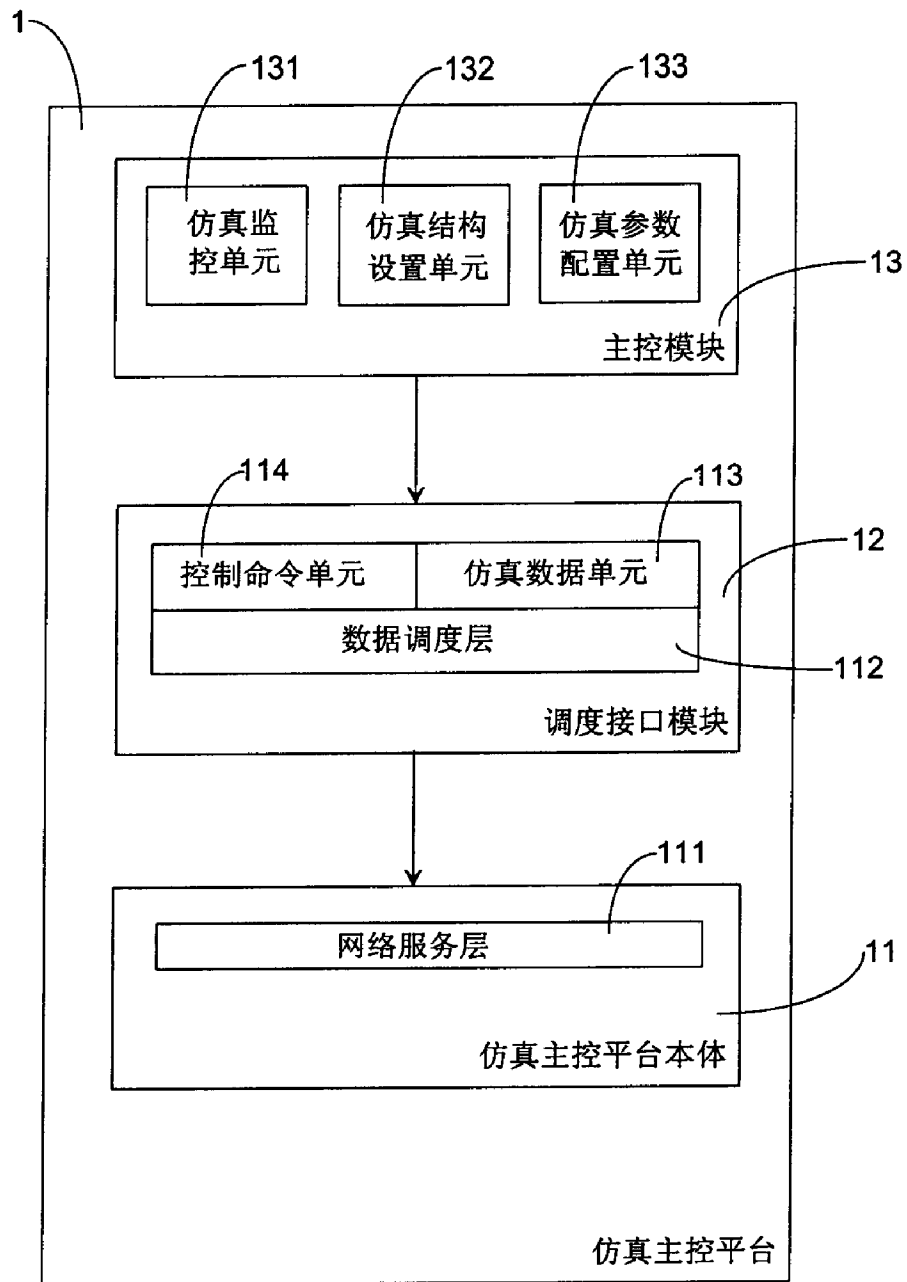 1
131
132
133
仿真监
控单元
仿真结构
设置单元
仿真参数
配置单元
13
主控模块
114
113
12
控制命令单元
仿真数据单元
数据调度层
112
调度接口模块
111
网络服务层
11
仿真主控平台本体
仿真主控平台